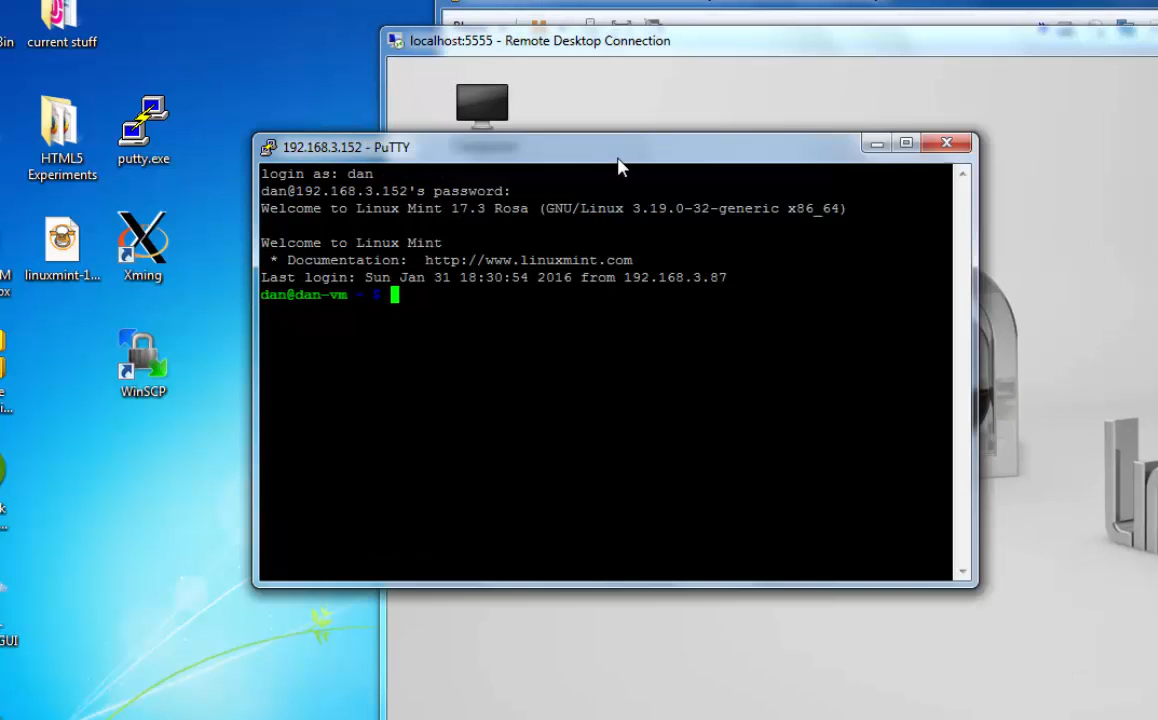 Bin
current stuff
HTML5
Experiments
putty.exe
linuxmint-1...
Xming
WinSCP
GUI
localhost:5555 - Remote Desktop Connection
192.168.3.152 - PuTTY
login as: dan
dan@192.168.3.152's password:
Welcome to Linux Mint 17.3 Rosa (GNU/Linux 3.19.0-32-generic x86_64)
Welcome to Linux Mint
* Documentation:  http://www.linuxmint.com
Last login: Sun Jan 31 18:30:54 2016 from 192.168.3.87
dan@dan-vm ~ $